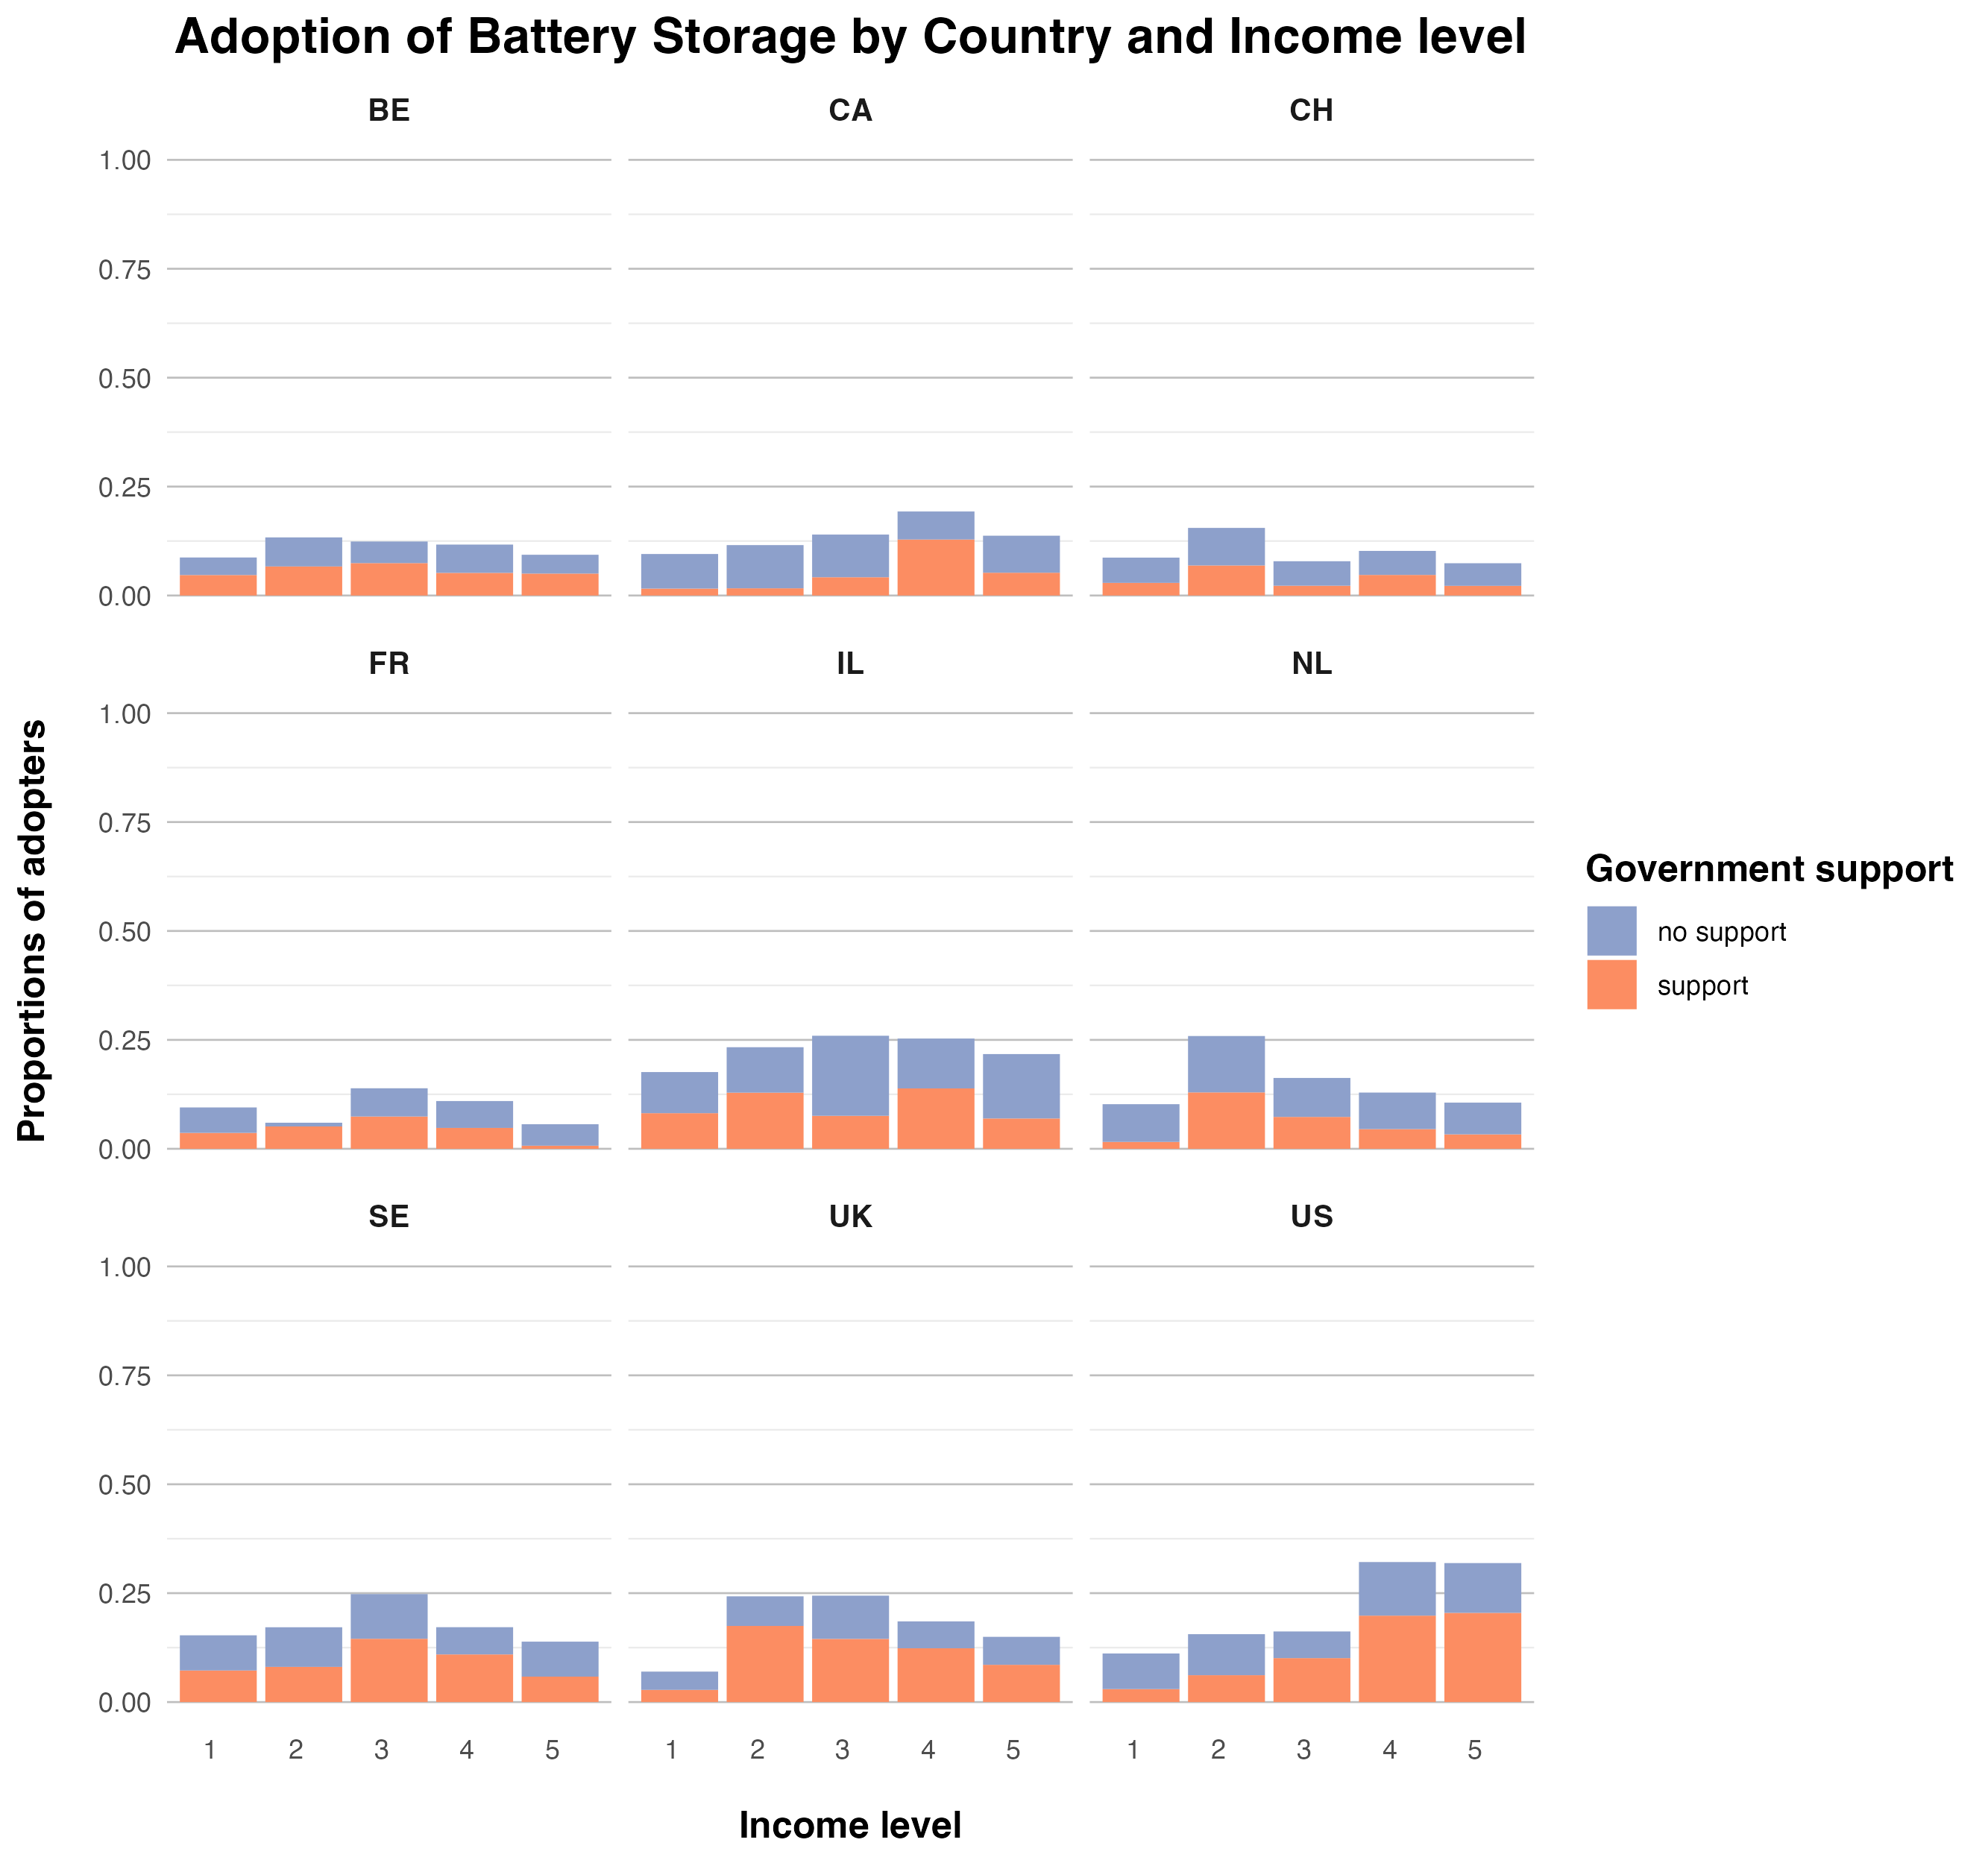 Adoption of Battery Storage by Country and Income level
BE CA CH
1.00
0.75
0.50
0.25
0.00
FR IL NL
1.00
0.75
0.50
0.25
0.00
SE UK US
1.00
0.75
0.50
0.25
0.00
1 2 3 4 5 1 2 3 4 5 1 2 3 4 5
Income level
Proportions of adopters
Government support
no support
support